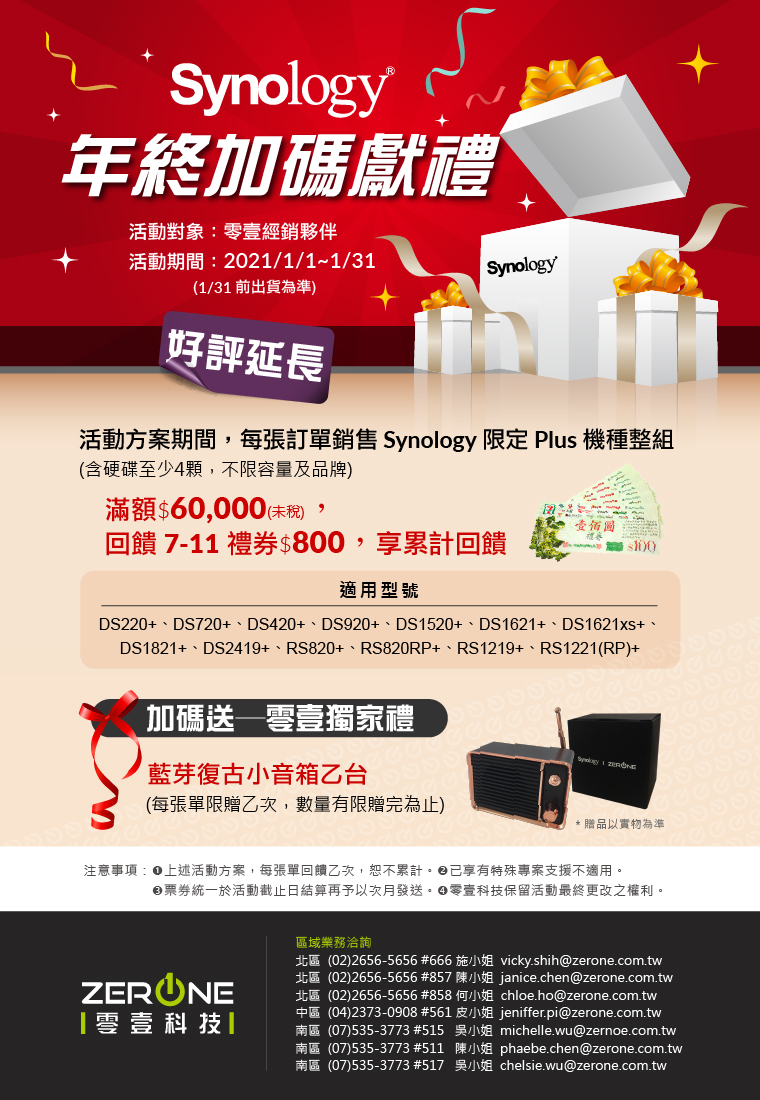 Synology®
年終加碼獻禮
活動對象：零壹經銷夥伴
活動期間：2021/1/1~1/31
(1/31 前出貨為準)
Synology®
好評延長
活動方案期間，每張訂單銷售 Synology 限定 Plus 機種整組
(含硬碟至少4顆，不限容量及品牌)
滿額$60,000(未稅)，
回饋 7-11 禮券$800，享累計回饋
壹佰圓
禮券
$100
適用型號
DS220+、DS720+、DS420+、DS920+、DS1520+、DS1621+、DS1621xs+、
DS1821+、DS2419+、RS820+、RS820RP+、RS1219+、RS1221(RP)+
加碼送—零壹獨家禮
藍芽復古小音箱乙台
(每張單限贈乙次，數量有限贈完為止)
Synology | ZERONE
* 贈品以實物為準
注意事項：❶上述活動方案，每張單回饋乙次，恕不累計。❷已享有特殊專案支援不適用。
❸票券統一於活動截止日結算再予以次月發送。❹零壹科技保留活動最終更改之權利。
ZERONE
零壹科技
區域業務洽詢
北區 (02)2656-5656 #666 施小姐 vicky.shih@zerone.com.tw
北區 (02)2656-5656 #857 陳小姐 janice.chen@zerone.com.tw
北區 (02)2656-5656 #858 何小姐 chloe.ho@zerone.com.tw
中區 (04)2373-0908 #561 皮小姐 jeniffer.pi@zerone.com.tw
南區 (07)535-3773 #515 吳小姐 michelle.wu@zernoe.com.tw
南區 (07)535-3773 #511 陳小姐 phaebe.chen@zerone.com.tw
南區 (07)535-3773 #517 吳小姐 chelsie.wu@zerone.com.tw